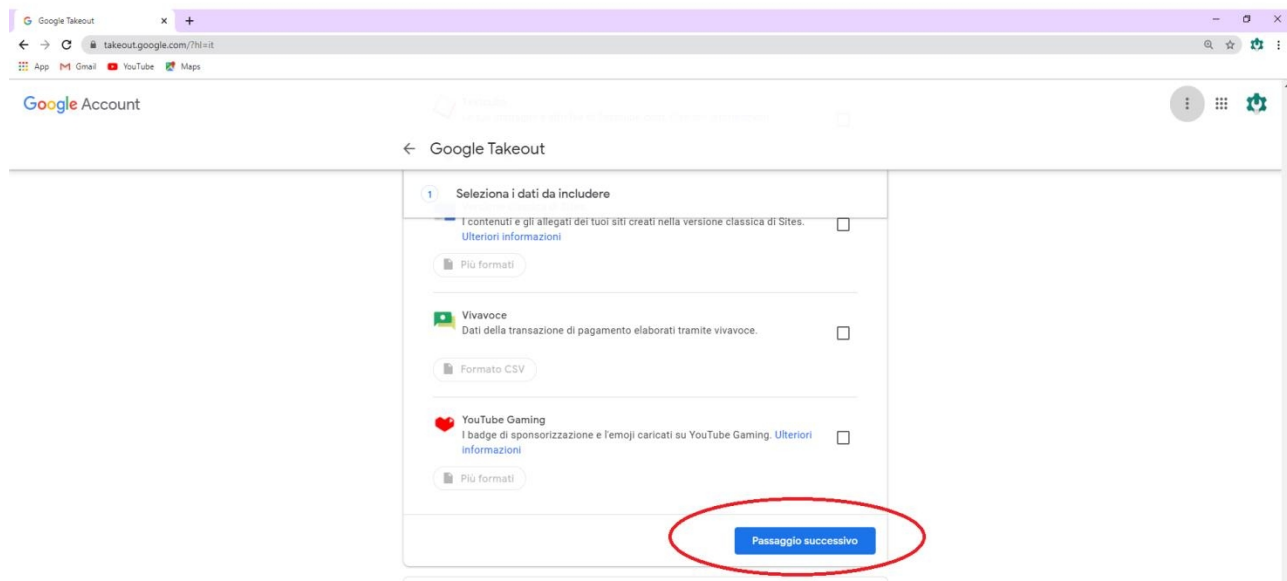 Google Takeout
takeout.google.com/?hl=it
App Gmail YouTube Maps
Google Account
Google Takeout
1 Seleziona i dati da includere
I contenuti e gli allegati dei tuoi siti creati nella versione classica di Sites.
Ulteriori informazioni
Più formati
Vivavoce
Dati della transazione di pagamento elaborati tramite vivavoce.
Formato CSV
YouTube Gaming
I badge di sponsorizzazione e l'emoji caricati su YouTube Gaming. Ulteriori
informazioni
Più formati
Passaggio successivo